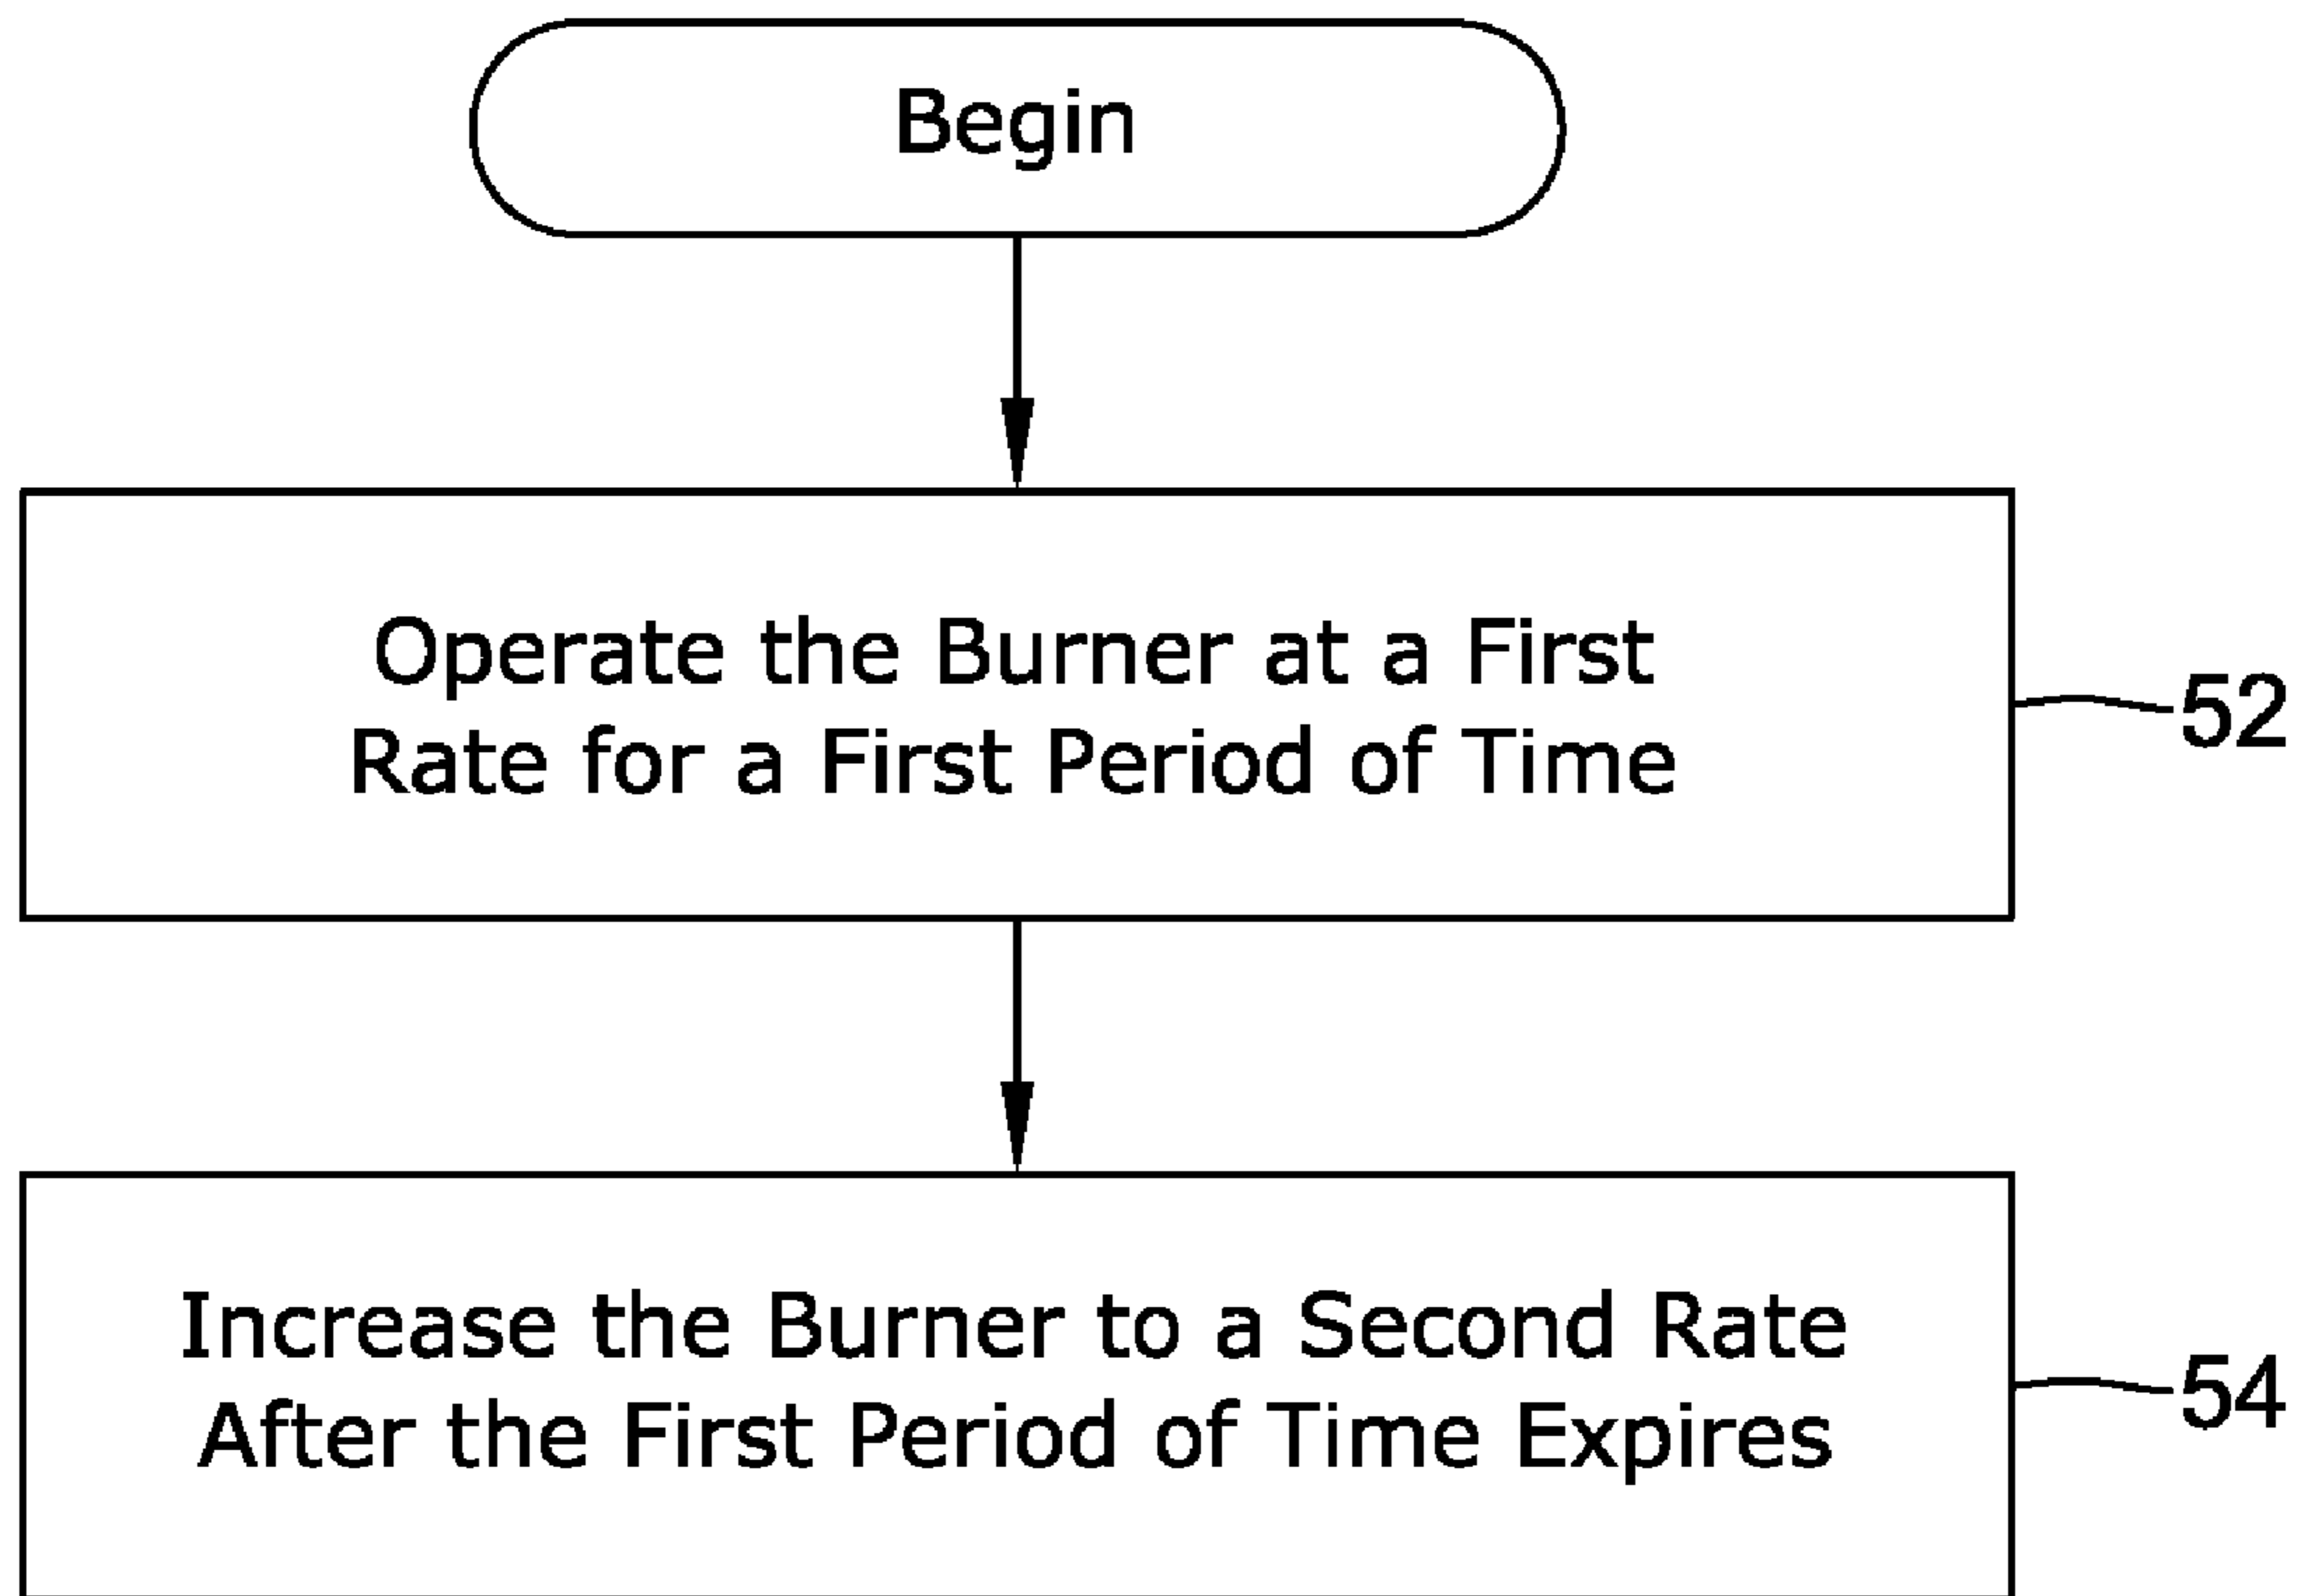 Begin
Operate the Burner at a First
Rate for a First Period of Time
52
Increase the Burner to a Second Rate
After the First Period of Time Expires
54